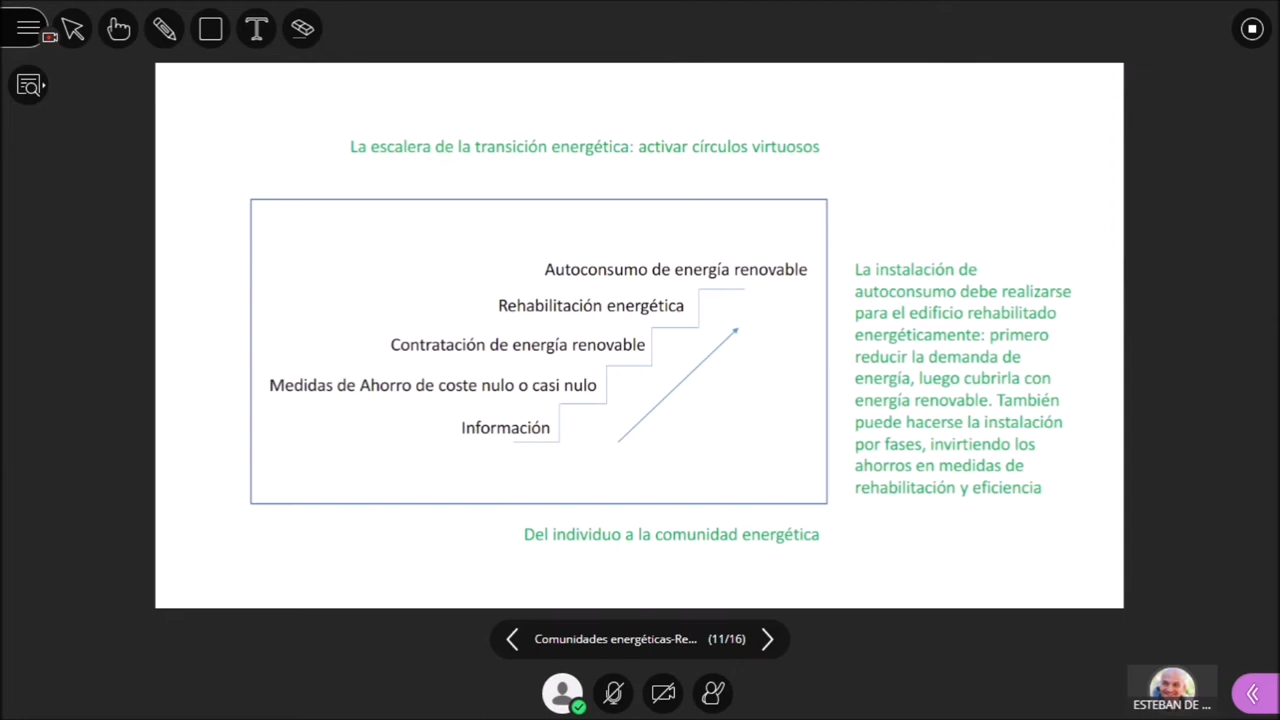 La escalera de la transición energética: activar círculos virtuosos
Autoconsumo de energía renovable
Rehabilitación energética
Contratación de energía renovable
Medidas de Ahorro de coste nulo o casi nulo
Información
La instalación de
autoconsumo debe realizarse
para el edificio rehabilitado
energéticamente: primero
reducir la demanda de
energía, luego cubrirla con
energía renovable. También
puede hacerse la instalación
por fases, invirtiendo los
ahorros en medidas de
rehabilitación y eficiencia
Del individuo a la comunidad energética
Comunidades energéticas-Re... (11/16)
ESTEBAN DE ...